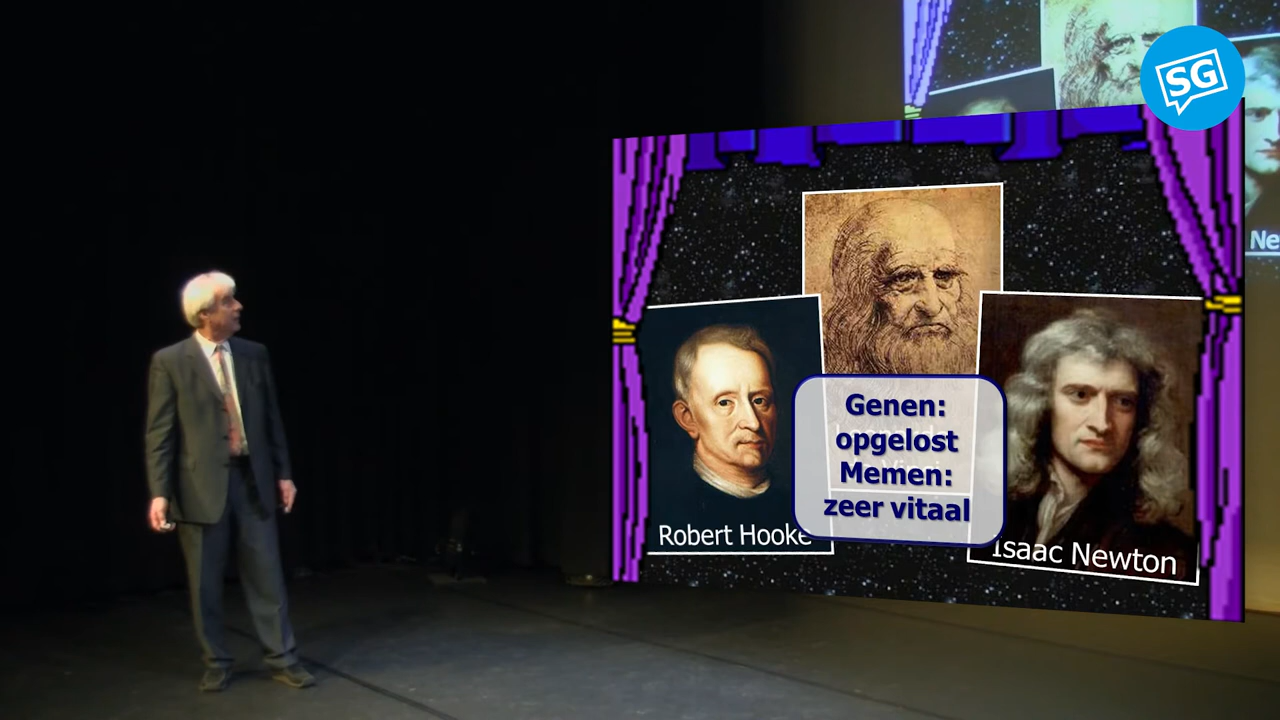 SG
Ne
Genen:
opgelost
Memen:
zeer vitaal
Robert Hooke
Isaac Newton